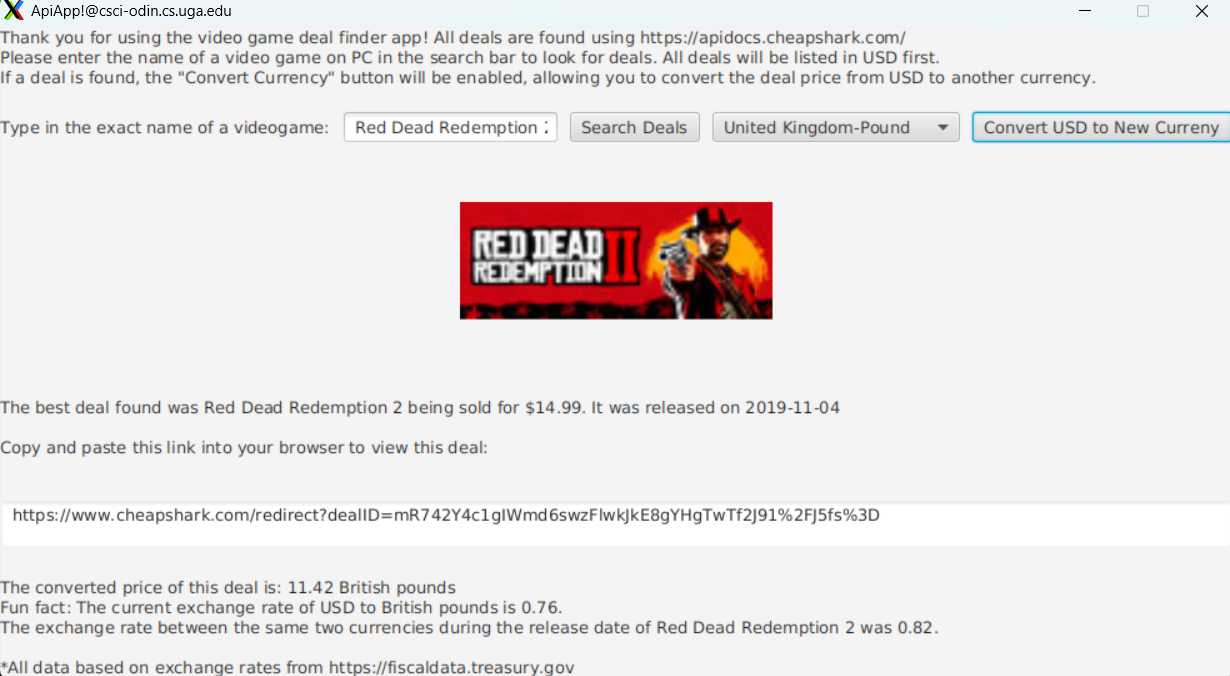 ApiApp!@csci-odin.cs.uga.edu
Thank you for using the video game deal finder app! All deals are found using https://apidocs.cheapshark.com/
Please enter the name of a video game on PC in the search bar to look for deals. All deals will be listed in USD first.
If a deal is found, the "Convert Currency" button will be enabled, allowing you to convert the deal price from USD to another currency.
Type in the exact name of a videogame: Red Dead Redemption 2 Search Deals United Kingdom-Pound Convert USD to New Curreny
RED DEAD
REDEMPTION II
The best deal found was Red Dead Redemption 2 being sold for $14.99. It was released on 2019-11-04
Copy and paste this link into your browser to view this deal:
https://www.cheapshark.com/redirect?dealID=mR742Y4c1glWmd6swzFlwkJkE8gYHgTwTf2J91%2FJ5fs%3D
The converted price of this deal is: 11.42 British pounds
Fun fact: The current exchange rate of USD to British pounds is 0.76.
The exchange rate between the same two currencies during the release date of Red Dead Redemption 2 was 0.82.
*All data based on exchange rates from https://fiscaldata.treasury.gov